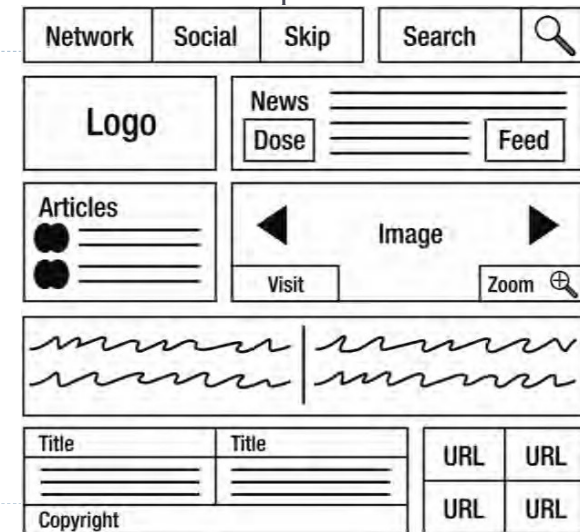 Network Social Skip Search
Logo
News
Dose
Feed
Articles
Image
Visit
Zoom
Title Title
Copyright
URL URL
URL URL